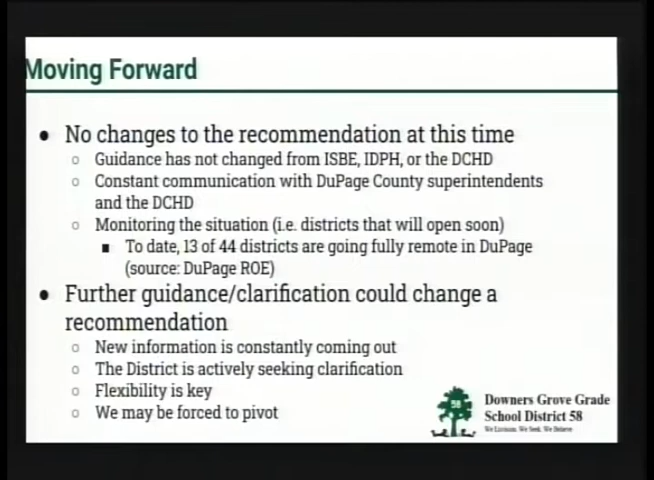 Moving Forward
● No changes to the recommendation at this time
○ Guidance has not changed from ISBE, IDPH, or the DCHD
○ Constant communication with DuPage County superintendents
and the DCHD
○ Monitoring the situation (i.e. districts that will open soon)
■ To date, 13 of 44 districts are going fully remote in DuPage
(source: DuPage ROE)
● Further guidance/clarification could change a
recommendation
○ New information is constantly coming out
○ The District is actively seeking clarification
○ Flexibility is key
○ We may be forced to pivot
58
Downers Grove Grade
School District 58